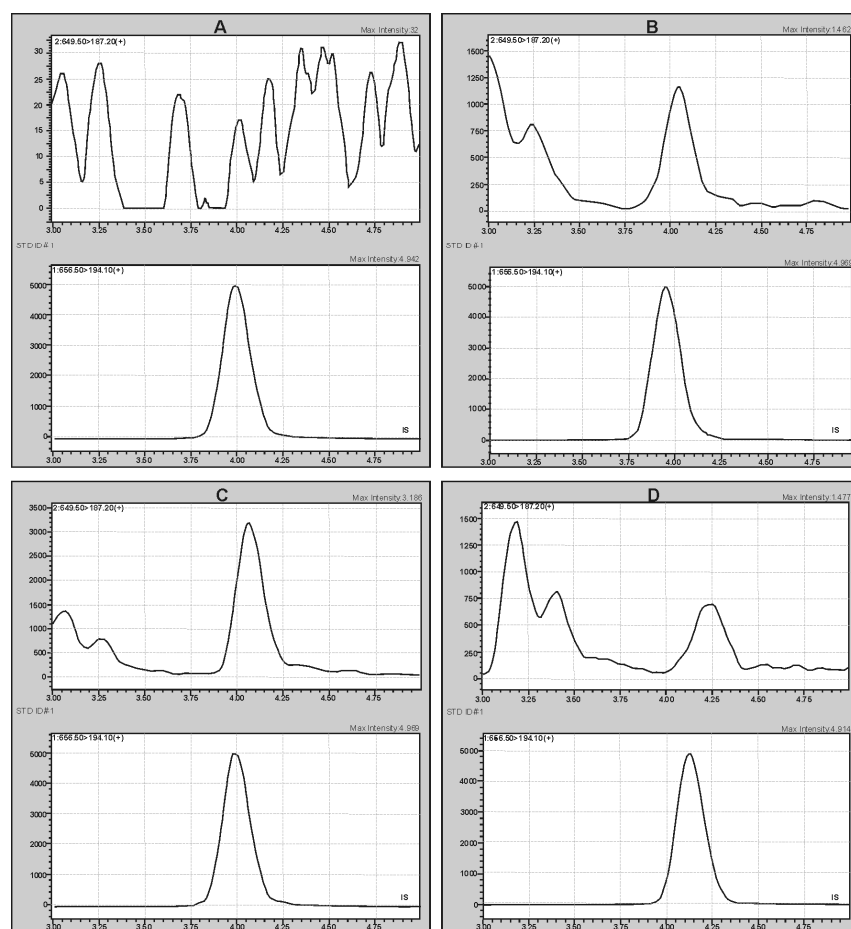 A
Max Intensity:32
2:649.50>187.20(+)
30
25
20
15
10
5
0
3.00 3.25 3.50 3.75 4.00 4.25 4.50 4.75
STD ID#1
Max Intensity:4.942
1:656.50>194.10(+)
5000
4000
3000
2000
1000
0
IS
3.00 3.25 3.50 3.75 4.00 4.25 4.50 4.75
B
Max Intensity:1.462
2:649.50>187.20(+)
1500
1250
1000
750
500
250
0
3.00 3.25 3.50 3.75 4.00 4.25 4.50 4.75
STD ID#1
Max Intensity:4.969
1:656.50>194.10(+)
5000
4000
3000
2000
1000
0
IS
3.00 3.25 3.50 3.75 4.00 4.25 4.50 4.75
C
Max Intensity:3.186
2:649.50>187.20(+)
3500
3000
2500
2000
1500
1000
500
0
3.00 3.25 3.50 3.75 4.00 4.25 4.50 4.75
STD ID#1
Max Intensity:4.969
1:656.50>194.10(+)
5000
4000
3000
2000
1000
0
IS
3.00 3.25 3.50 3.75 4.00 4.25 4.50 4.75
D
Max Intensity:1.477
2:649.50>187.20(+)
1500
1250
1000
750
500
250
0
3.00 3.25 3.50 3.75 4.00 4.25 4.50 4.75
STD ID#1
Max Intensity:4.914
1:656.50>194.10(+)
5000
4000
3000
2000
1000
0
IS
3.00 3.25 3.50 3.75 4.00 4.25 4.50 4.75